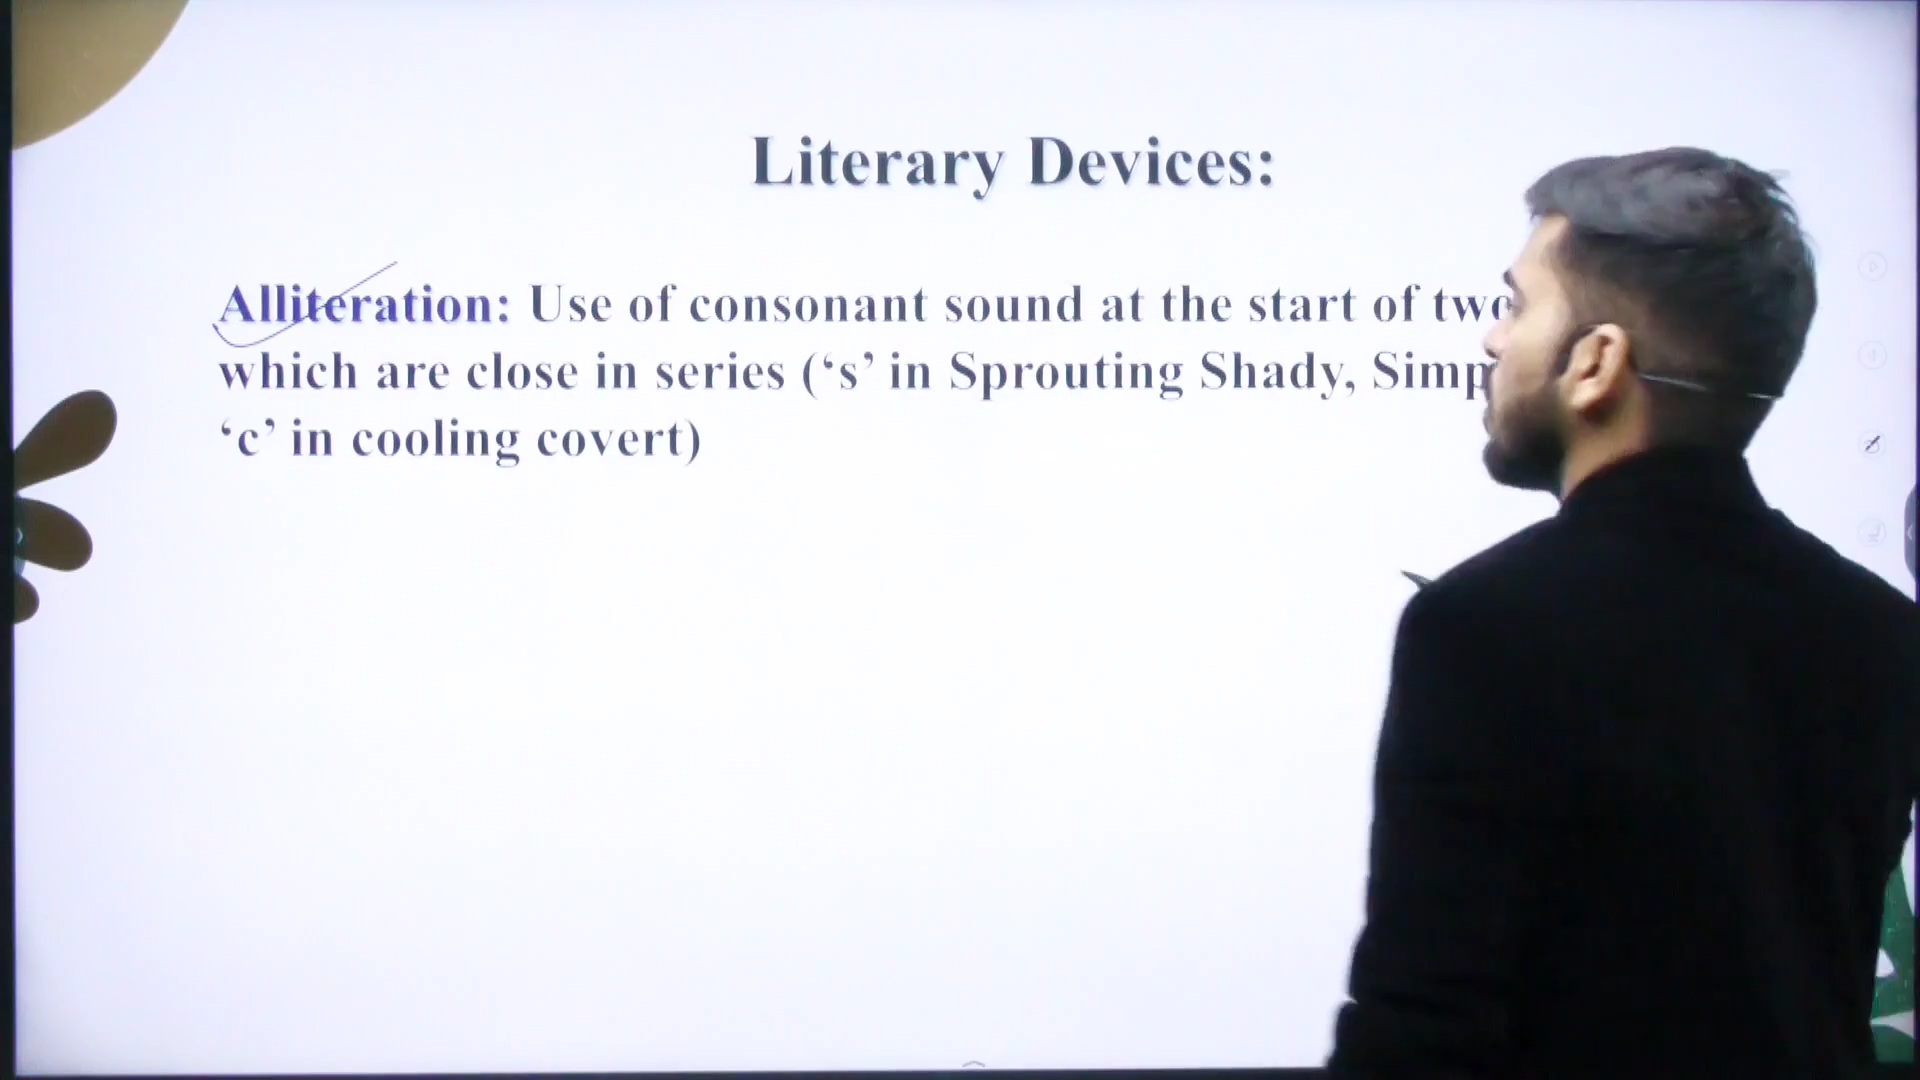 Literary Devices:
Alliteration: Use of consonant sound at the start of two
which are close in series (‘s’ in Sprouting Shady,
‘c’ in cooling covert)